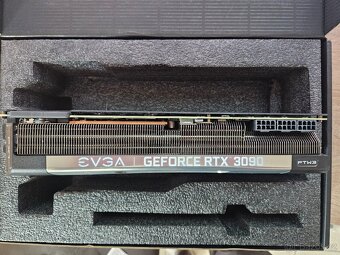 EVGA | GEFORCE RTX 3090
FTW3